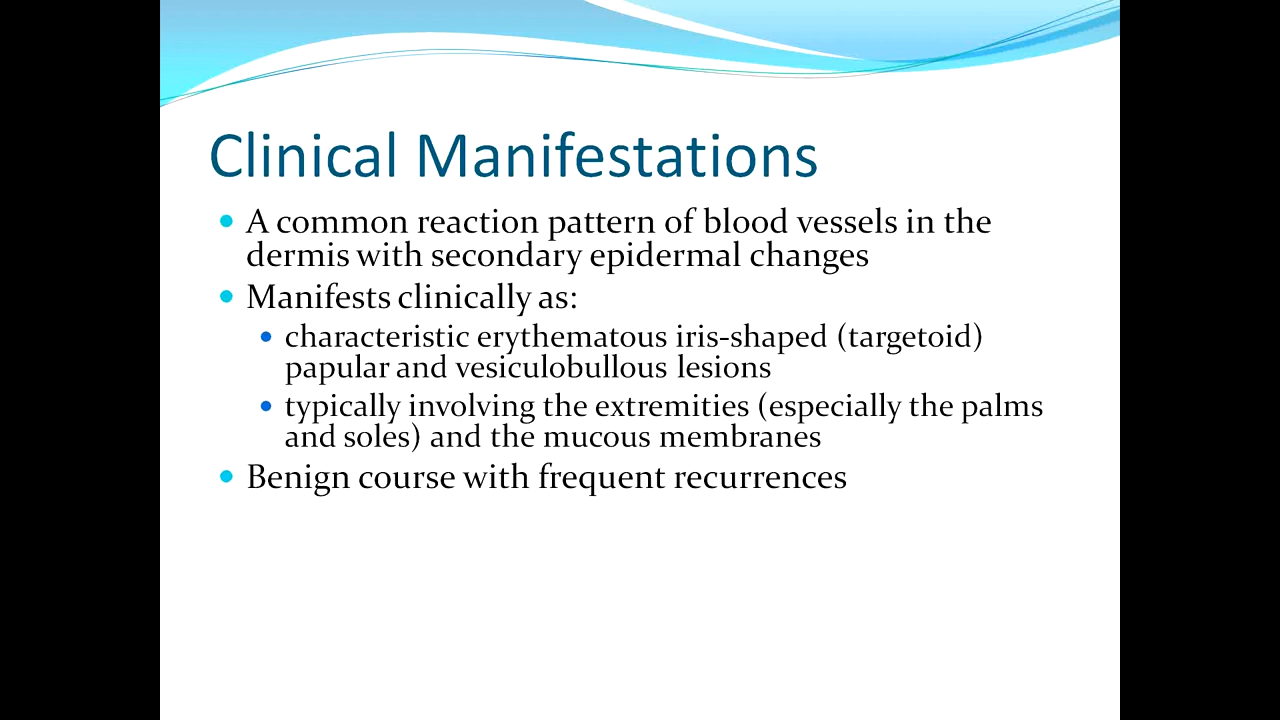 Clinical Manifestations
• A common reaction pattern of blood vessels in the
dermis with secondary epidermal changes
• Manifests clinically as:
• characteristic erythematous iris-shaped (targetoid)
papular and vesiculobullous lesions
• typically involving the extremities (especially the palms
and soles) and the mucous membranes
• Benign course with frequent recurrences